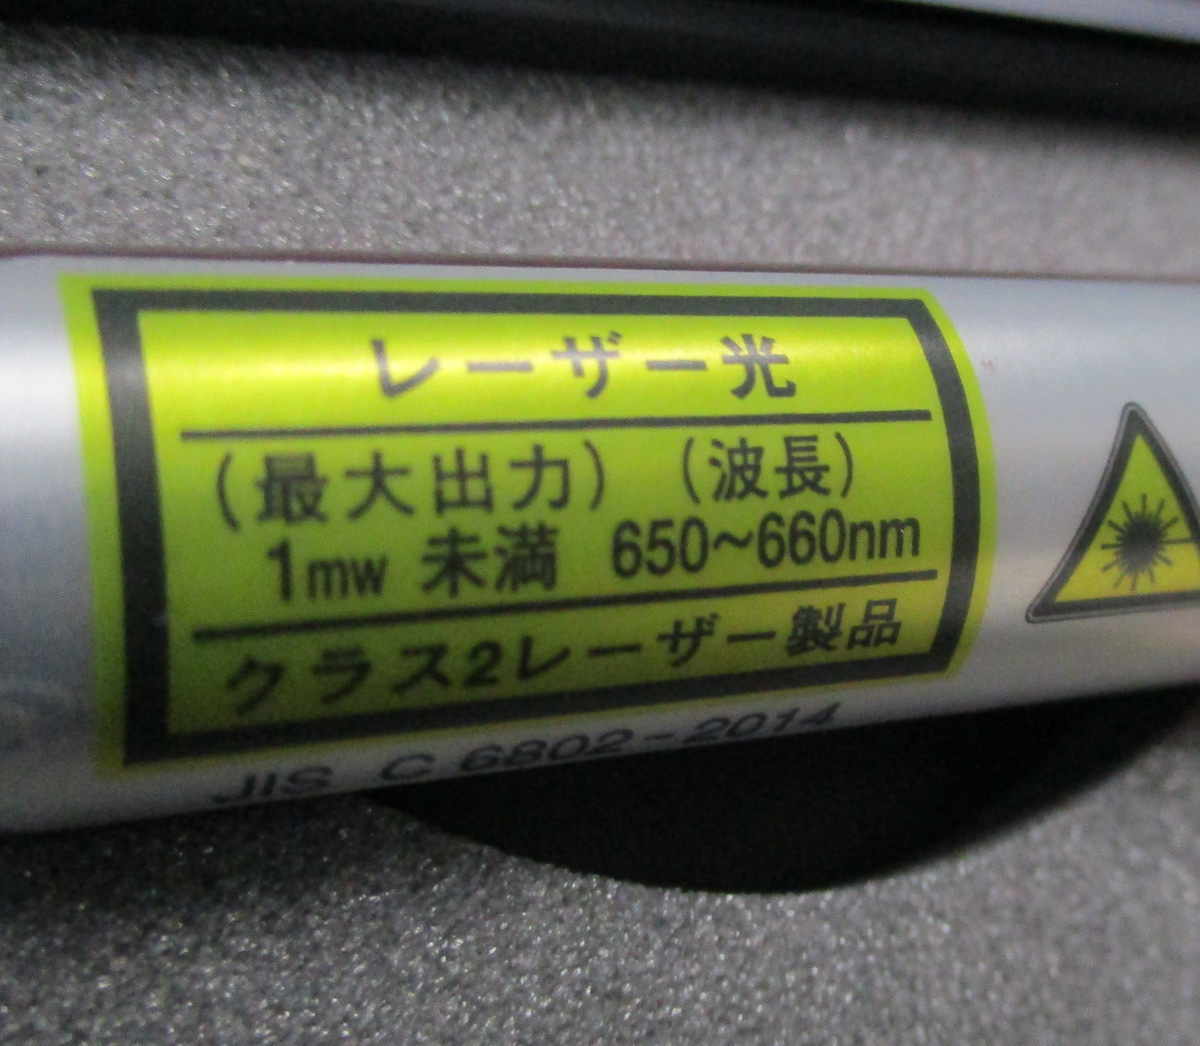 レーザー光
（最大出力）（波長）
1mw 未満 650~660nm
クラス2レーザー製品
JIS C 6802-2014